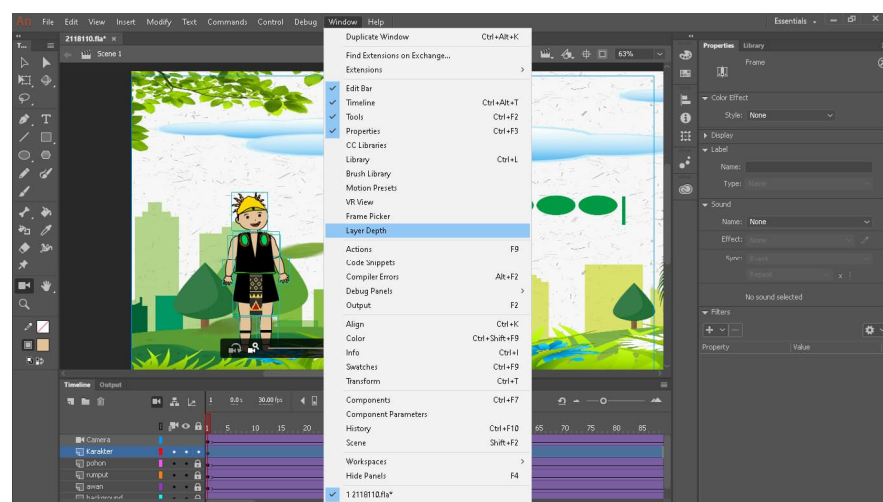 An File Edit View Insert Modify Text Commands Control Debug Window Help
Essentials
2118110.fla*
Scene 1
63%
Duplicate Window Ctrl+Alt+K
Find Extensions on Exchange...
Extensions
Edit Bar
Timeline Ctrl+Alt+T
Tools Ctrl+F2
Properties Ctrl+F3
CC Libraries
Library Ctrl+L
Brush Library
Motion Presets
VR View
Frame Picker
Layer Depth
Actions F9
Code Snippets
Compiler Errors Alt+F2
Debug Panels
Output F2
Align Ctrl+K
Color Ctrl+Shift+F9
Info Ctrl+I
Swatches Ctrl+F9
Transform Ctrl+T
Components Ctrl+F7
Component Parameters
History Ctrl+F10
Scene Shift+F2
Workspaces
Hide Panels F4
1 2118110.fla*
Properties Library
Frame
Color Effect
Style: None
Display
Label
Name:
Type: Name
Sound
Name: None
Effect: None
Sync: Event
Repeat x 1
No sound selected
Filters
Property Value
Timeline Output
1 0.0 s 30.00 fps
1 5 10 15 20 65 70 75 80 85
Camera
Karakter
pohon
rumput
awan
background